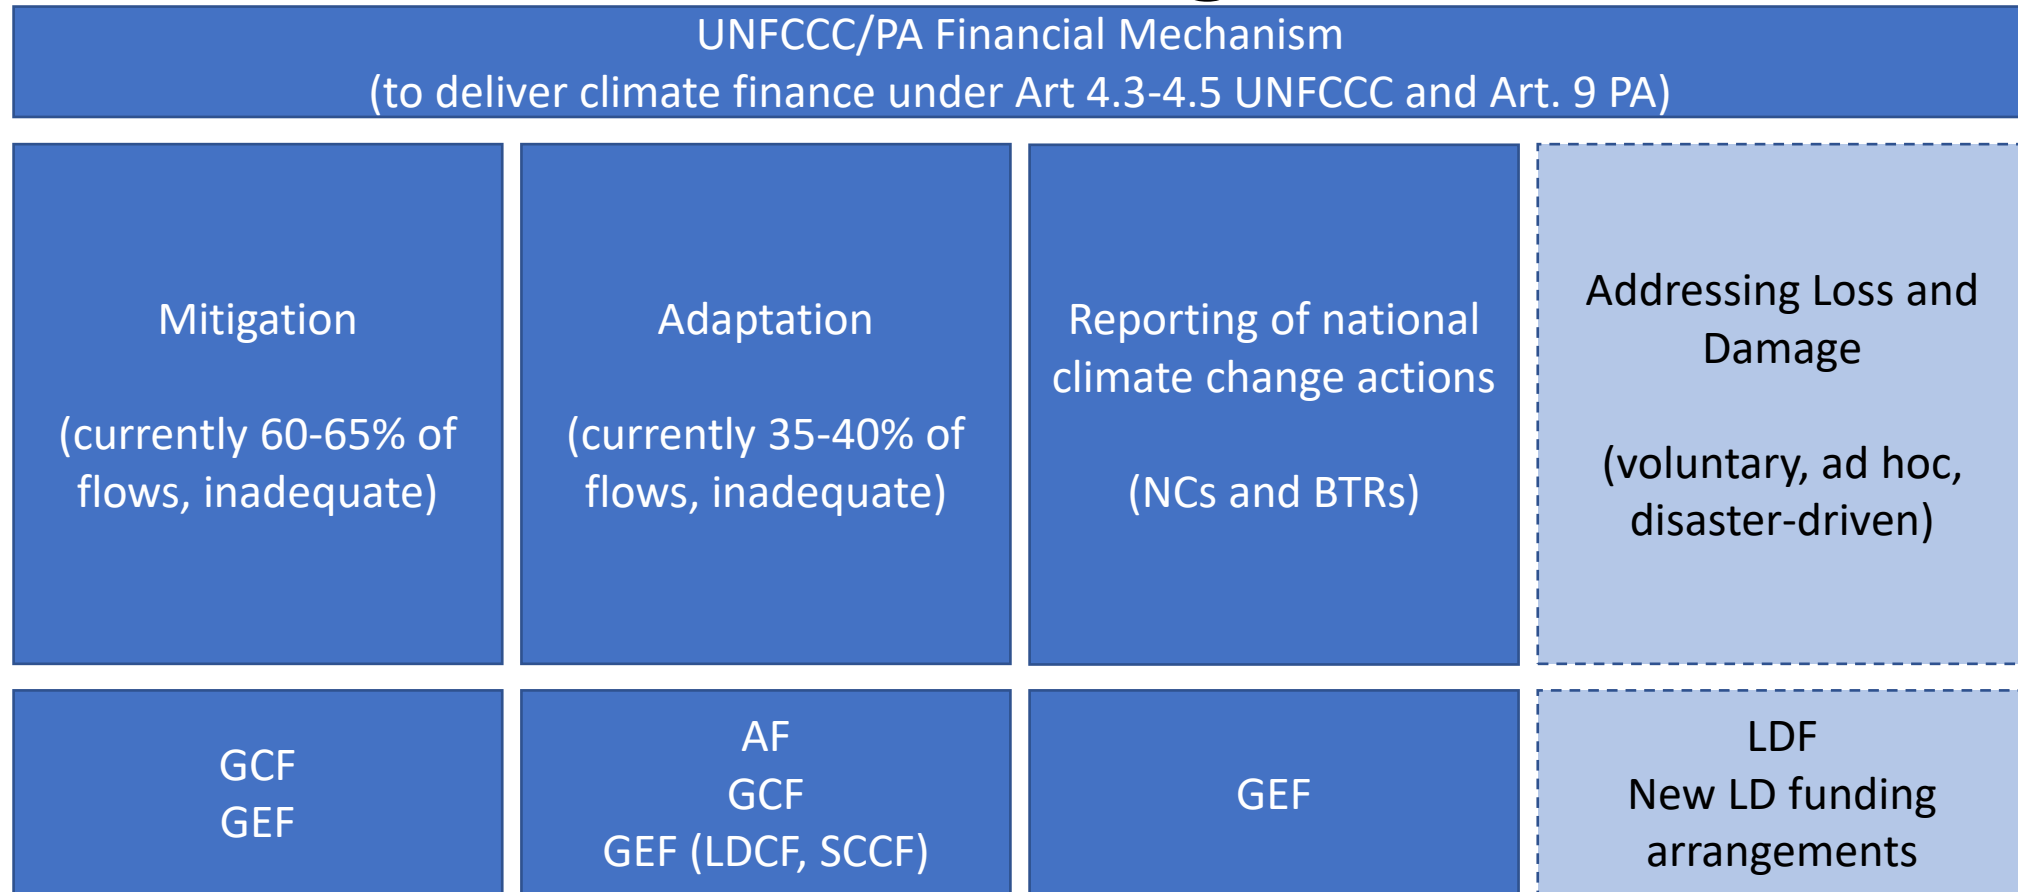 UNFCCC/PA Financial Mechanism
(to deliver climate finance under Art 4.3-4.5 UNFCCC and Art. 9 PA)
Mitigation
(currently 60-65% of
flows, inadequate)
Adaptation
(currently 35-40% of
flows, inadequate)
Reporting of national
climate change actions
(NCs and BTRs)
Addressing Loss and
Damage
(voluntary, ad hoc,
disaster-driven)
GCF
GEF
AF
GCF
GEF (LDCF, SCCF)
GEF
LDF
New LD funding
arrangements